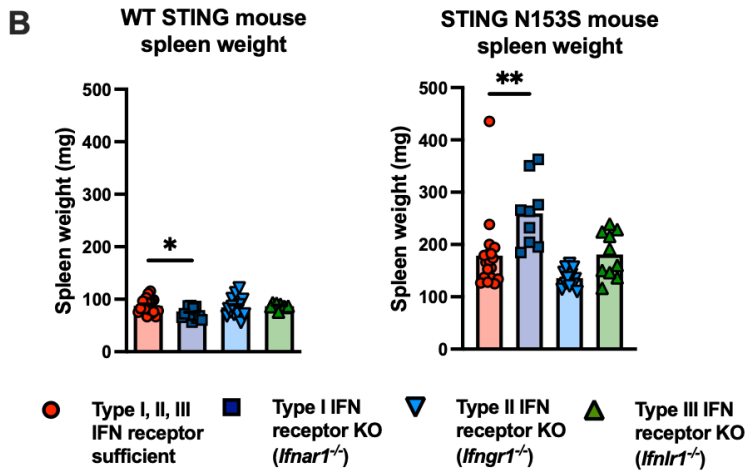 B
WT STING mouse
spleen weight
Spleen weight (mg)
500
400
300
200
100
0
*
STING N153S mouse
spleen weight
Spleen weight (mg)
500
400
300
200
100
0
**
Type I, II, III
IFN receptor
sufficient
Type I IFN
receptor KO
(Ifnar1-/-)
Type II IFN
receptor KO
(Ifngr1-/-)
Type III IFN
receptor KO
(Ifnlr1-/-)